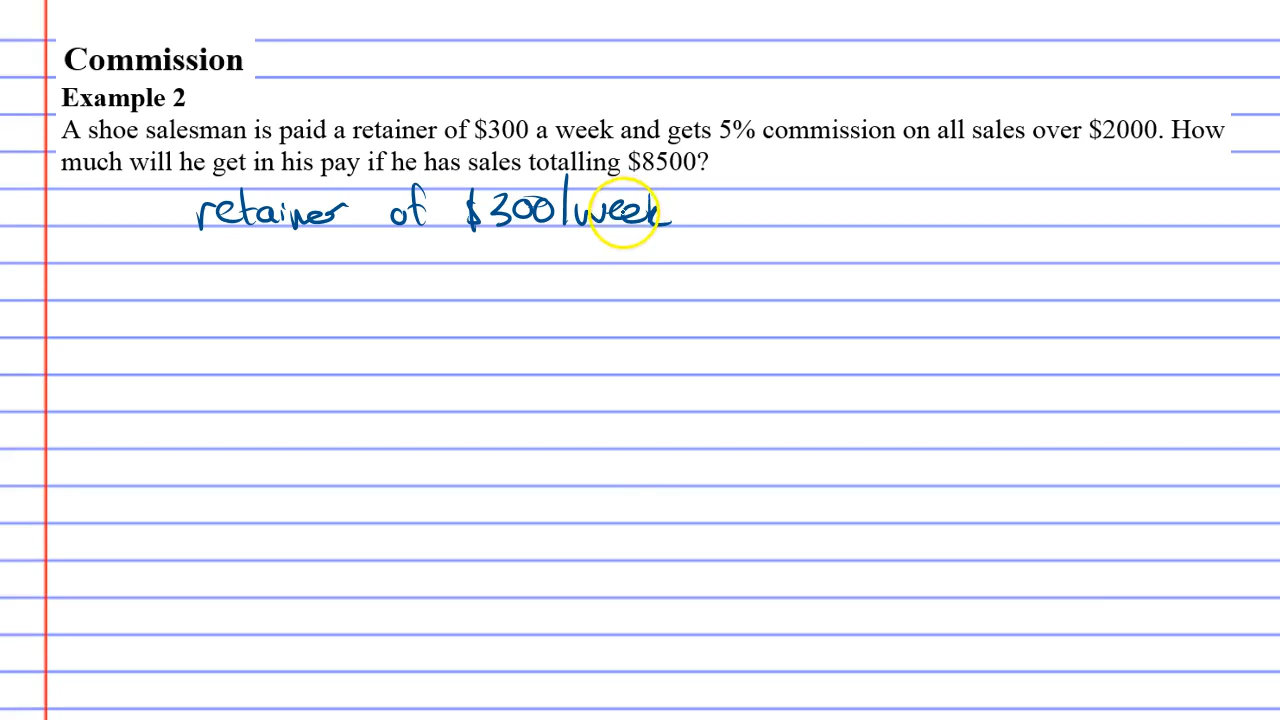 Commission
Example 2
A shoe salesman is paid a retainer of $300 a week and gets 5% commission on all sales over $2000. How
much will he get in his pay if he has sales totalling $8500?
retainer of $300/week